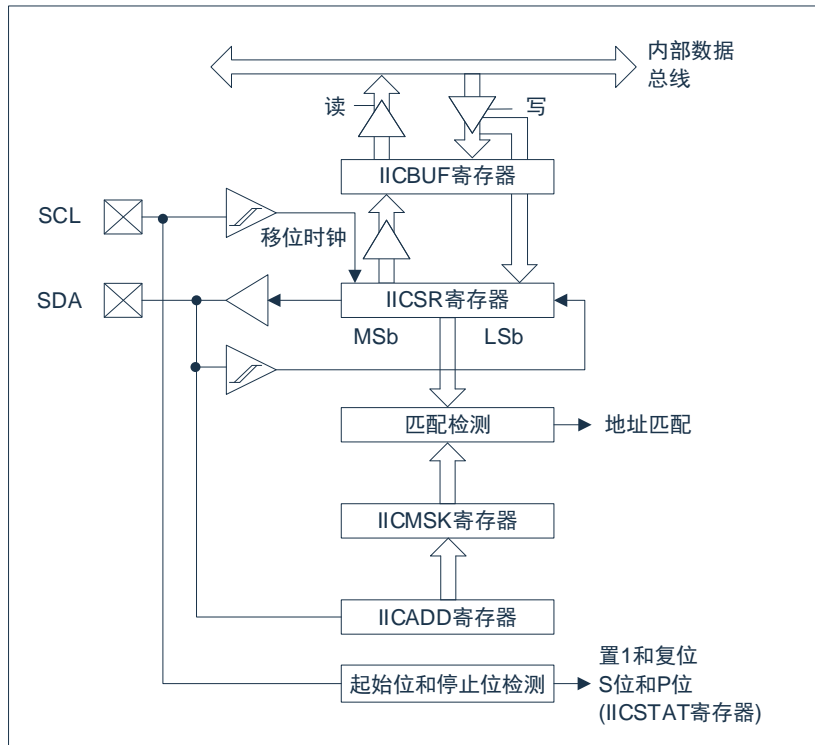 内部数据
总线
读
写
IICBUF寄存器
SCL
移位时钟
SDA
IICSR寄存器
MSb
LSb
匹配检测
地址匹配
IICMSK寄存器
IICADD寄存器
起始位和停止位检测
置1和复位
S位和P位
(IICSTAT寄存器)